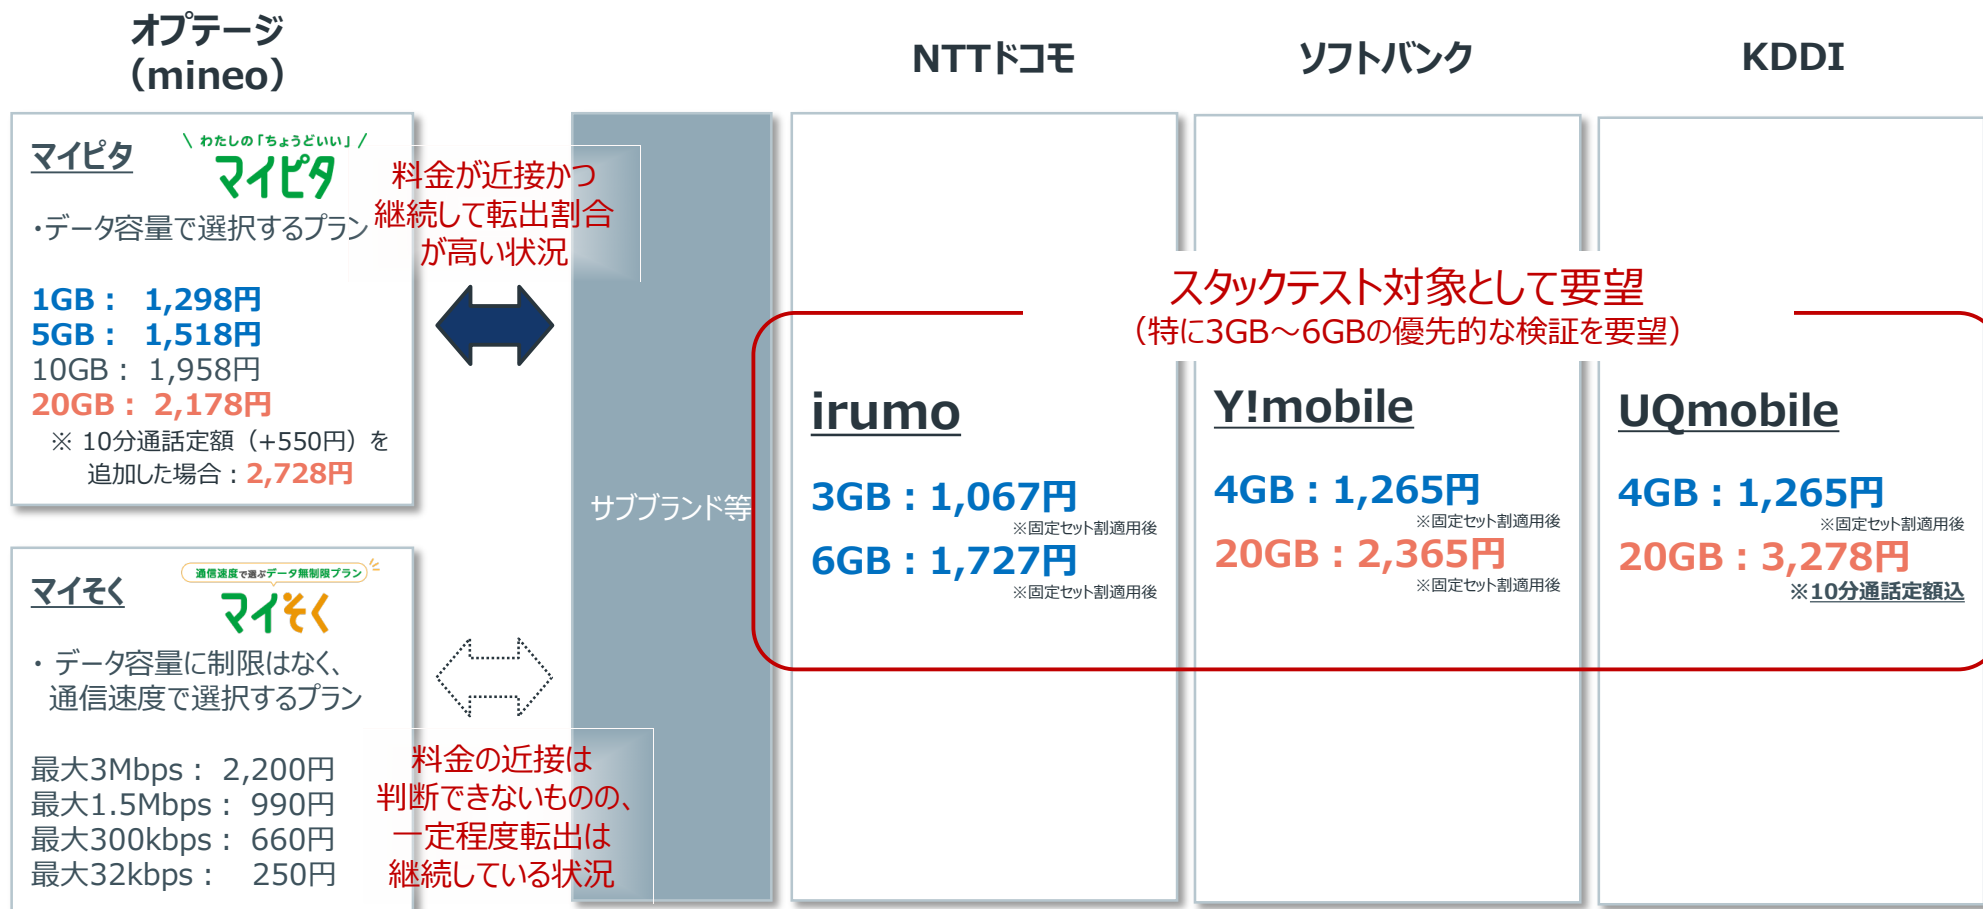 オプテージ
（mineo）
NTTドコモ
ソフトバンク
KDDI
マイピタ
\ わたしの「ちょうどいい」 /
マイピタ
・データ容量で選択するプラン
1GB： 1,298円
5GB： 1,518円
10GB： 1,958円
20GB： 2,178円
※ 10分通話定額（+550円）を
追加した場合：2,728円
料金が近接かつ
継続して転出割合
が高い状況
マイそく
通信速度で選ぶデータ無制限プラン
マイそく
・ データ容量に制限はなく、
通信速度で選択するプラン
最大3Mbps： 2,200円
最大1.5Mbps： 990円
最大300kbps： 660円
最大32kbps： 250円
料金の近接は
判断できないものの、
一定程度転出は
継続している状況
サブブランド等
スタックテスト対象として要望
（特に3GB～6GBの優先的な検証を要望）
irumo
3GB：1,067円
※固定セット割適用後
6GB：1,727円
※固定セット割適用後
Y!mobile
4GB：1,265円
※固定セット割適用後
20GB：2,365円
※固定セット割適用後
UQmobile
4GB：1,265円
※固定セット割適用後
20GB：3,278円
※10分通話定額込